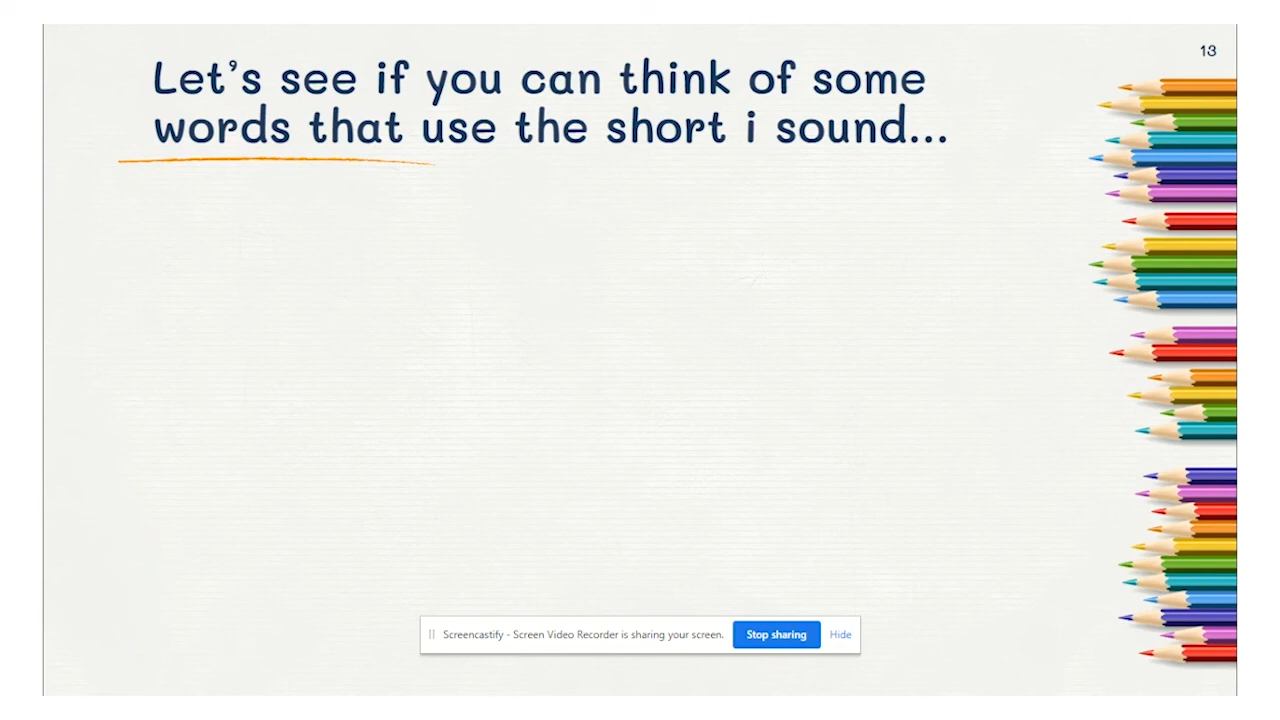 13
Let's see if you can think of some
words that use the short i sound...
Screencastify - Screen Video Recorder is sharing your screen. Stop sharing Hide